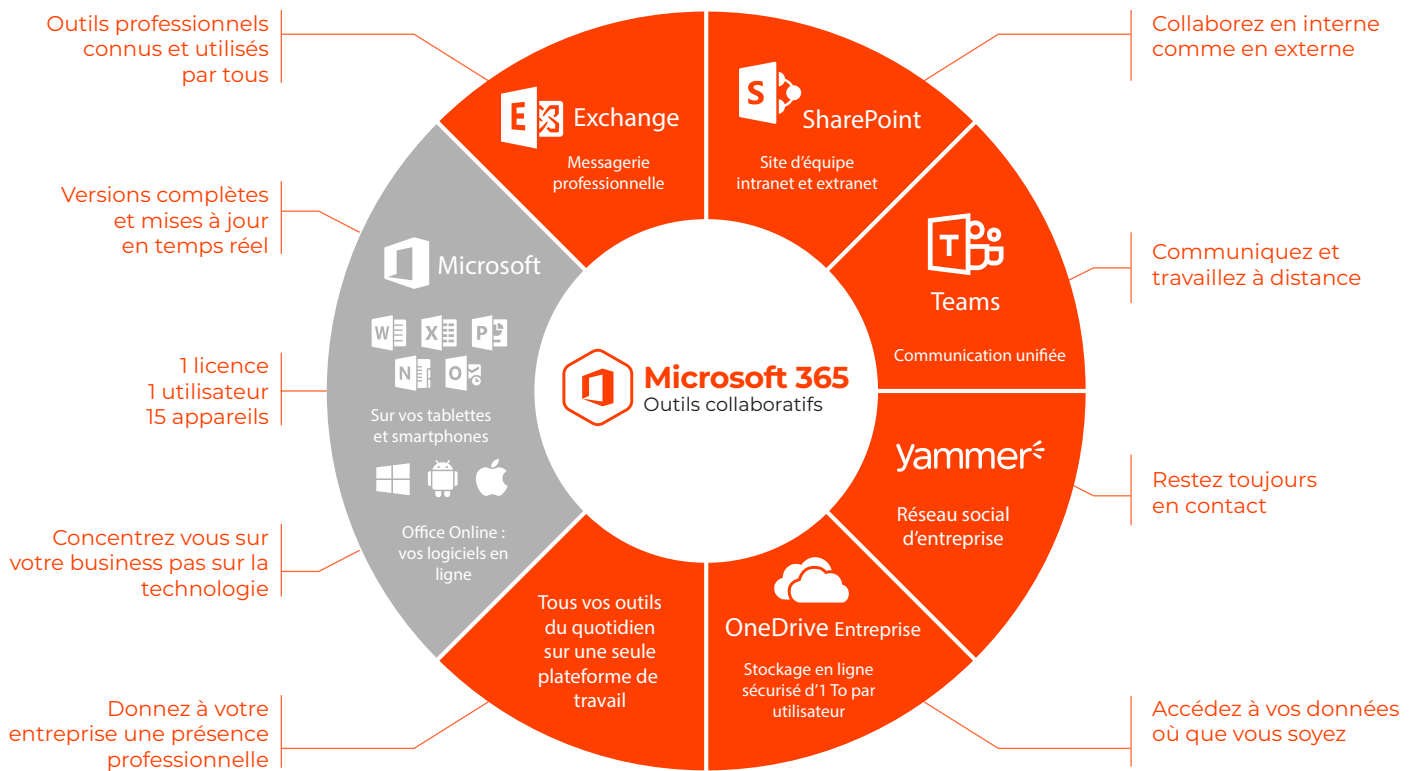 Outils professionnels
connus et utilisés
par tous
Versions complètes
et mises à jour
en temps réel
1 licence
1 utilisateur
15 appareils
Concentrez vous sur
votre business pas sur la
technologie
Donnez à votre
entreprise une présence
professionnelle
E
Exchange
Messagerie
professionnelle
S
SharePoint
Site d'équipe
intranet et extranet
T
Teams
Communication unifiée
yammer
Réseau social
d'entreprise
OneDrive Entreprise
Stockage en ligne
sécurisé d'1 To par
utilisateur
Tous vos outils
du quotidien
sur une seule
plateforme de
travail
Microsoft
W X P
N O
Sur vos tablettes
et smartphones
Office Online :
vos logiciels en
ligne
Microsoft 365
Outils collaboratifs
Collaborez en interne
comme en externe
Communiquez et
travaillez à distance
Restez toujours
en contact
Accédez à vos données
où que vous soyez